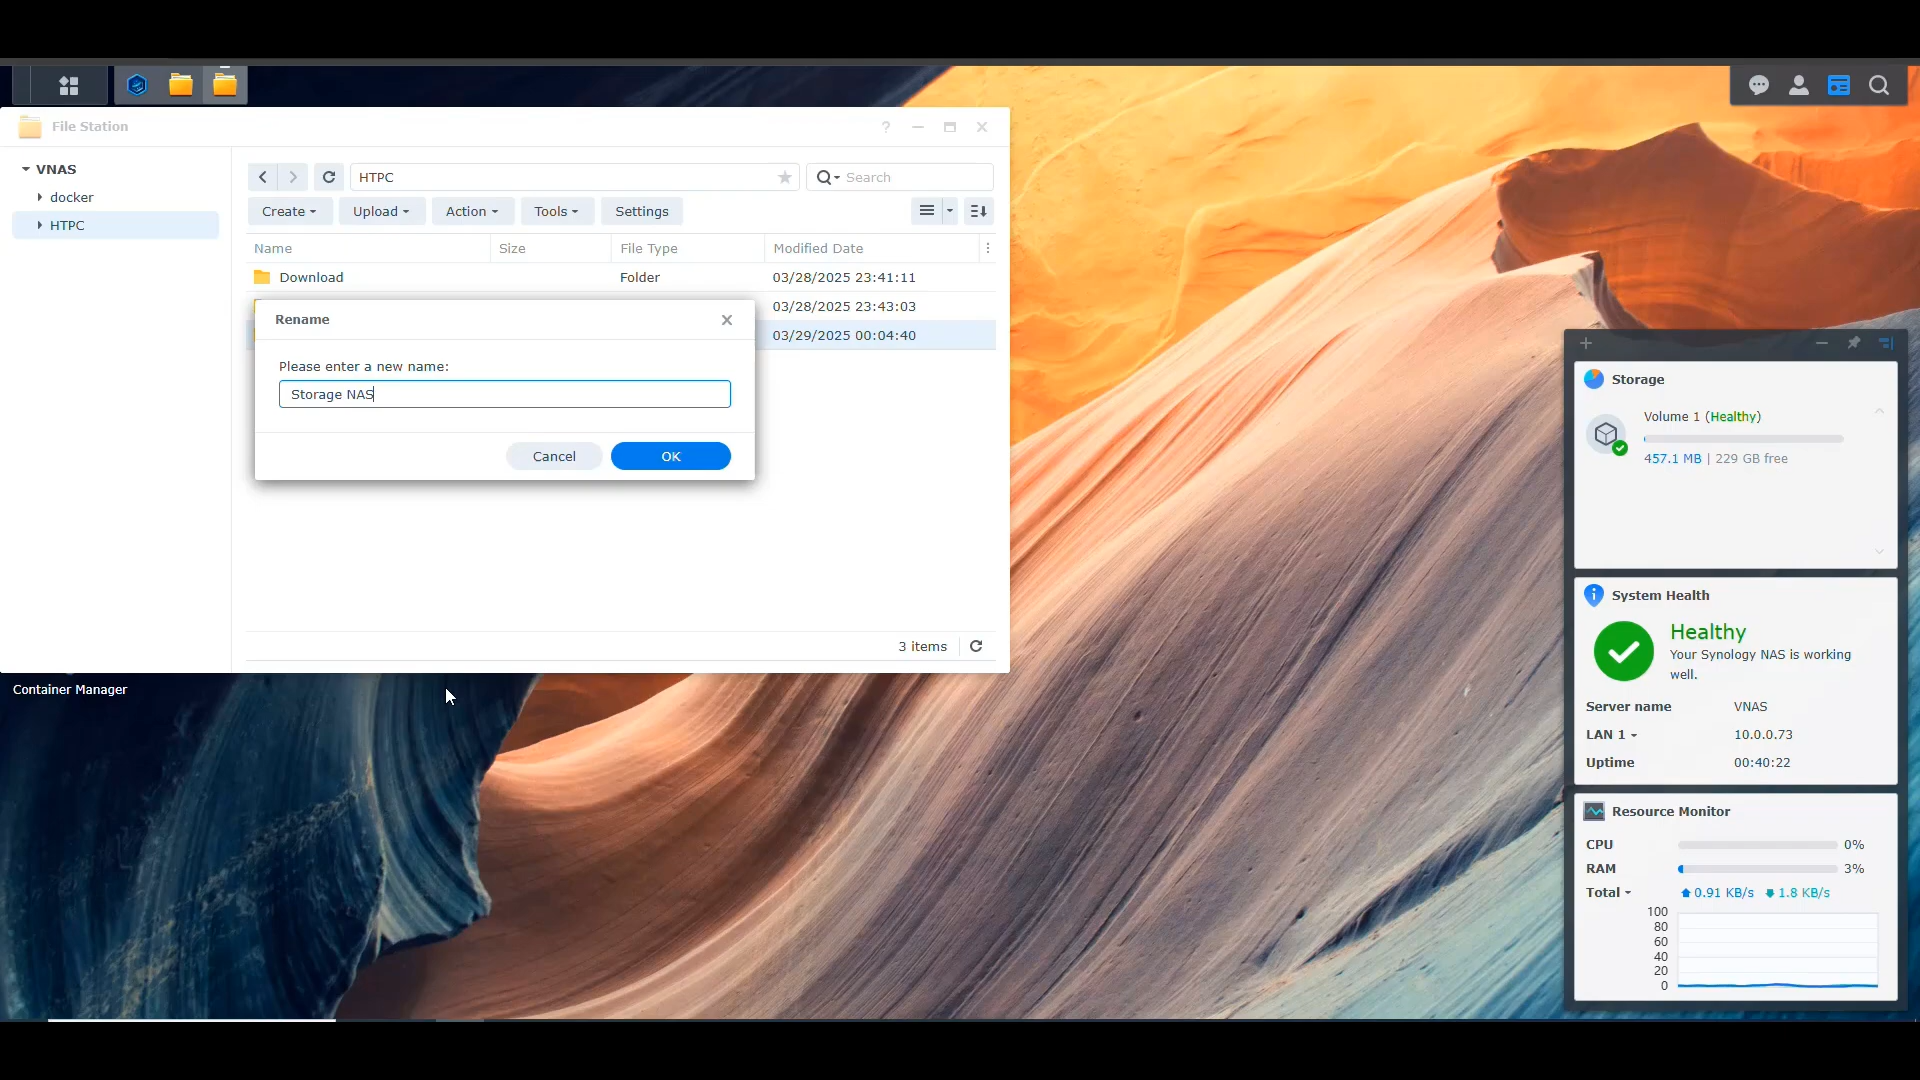 File Station
?
VNAS
docker
HTPC
HTPC
Search
Create
Upload
Action
Tools
Settings
Name Size File Type Modified Date
Download Folder 03/28/2025 23:41:11
03/28/2025 23:43:03
03/29/2025 00:04:40
Rename
Please enter a new name:
Storage NAS
Cancel
OK
3 items
Container Manager
Storage
Volume 1 (Healthy)
457.1 MB | 229 GB free
System Health
Healthy
Your Synology NAS is working
well.
Server name VNAS
LAN 1 10.0.0.73
Uptime 00:40:22
Resource Monitor
CPU 0%
RAM 3%
Total 0.91 KB/s 1.8 KB/s
100
80
60
40
20
0